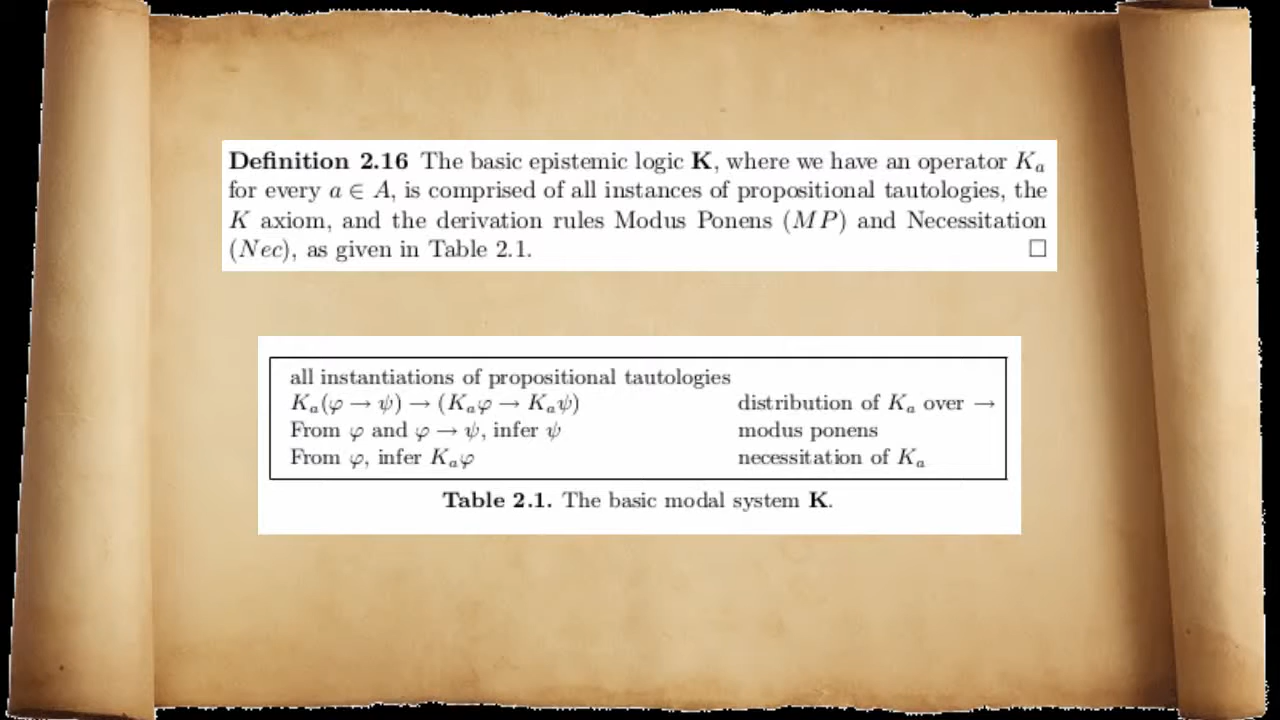 Definition 2.16 The basic epistemic logic K, where we have an operator Kₐ
for every a ∈ A, is comprised of all instances of propositional tautologies, the
K axiom, and the derivation rules Modus Ponens (MP) and Necessitation
(Nec), as given in Table 2.1. □
all instantiations of propositional tautologies
Kₐ(φ → ψ) → (Kₐφ → Kₐψ) distribution of Kₐ over →
From φ and φ → ψ, infer ψ modus ponens
From φ, infer Kₐφ necessitation of Kₐ
Table 2.1. The basic modal system K.